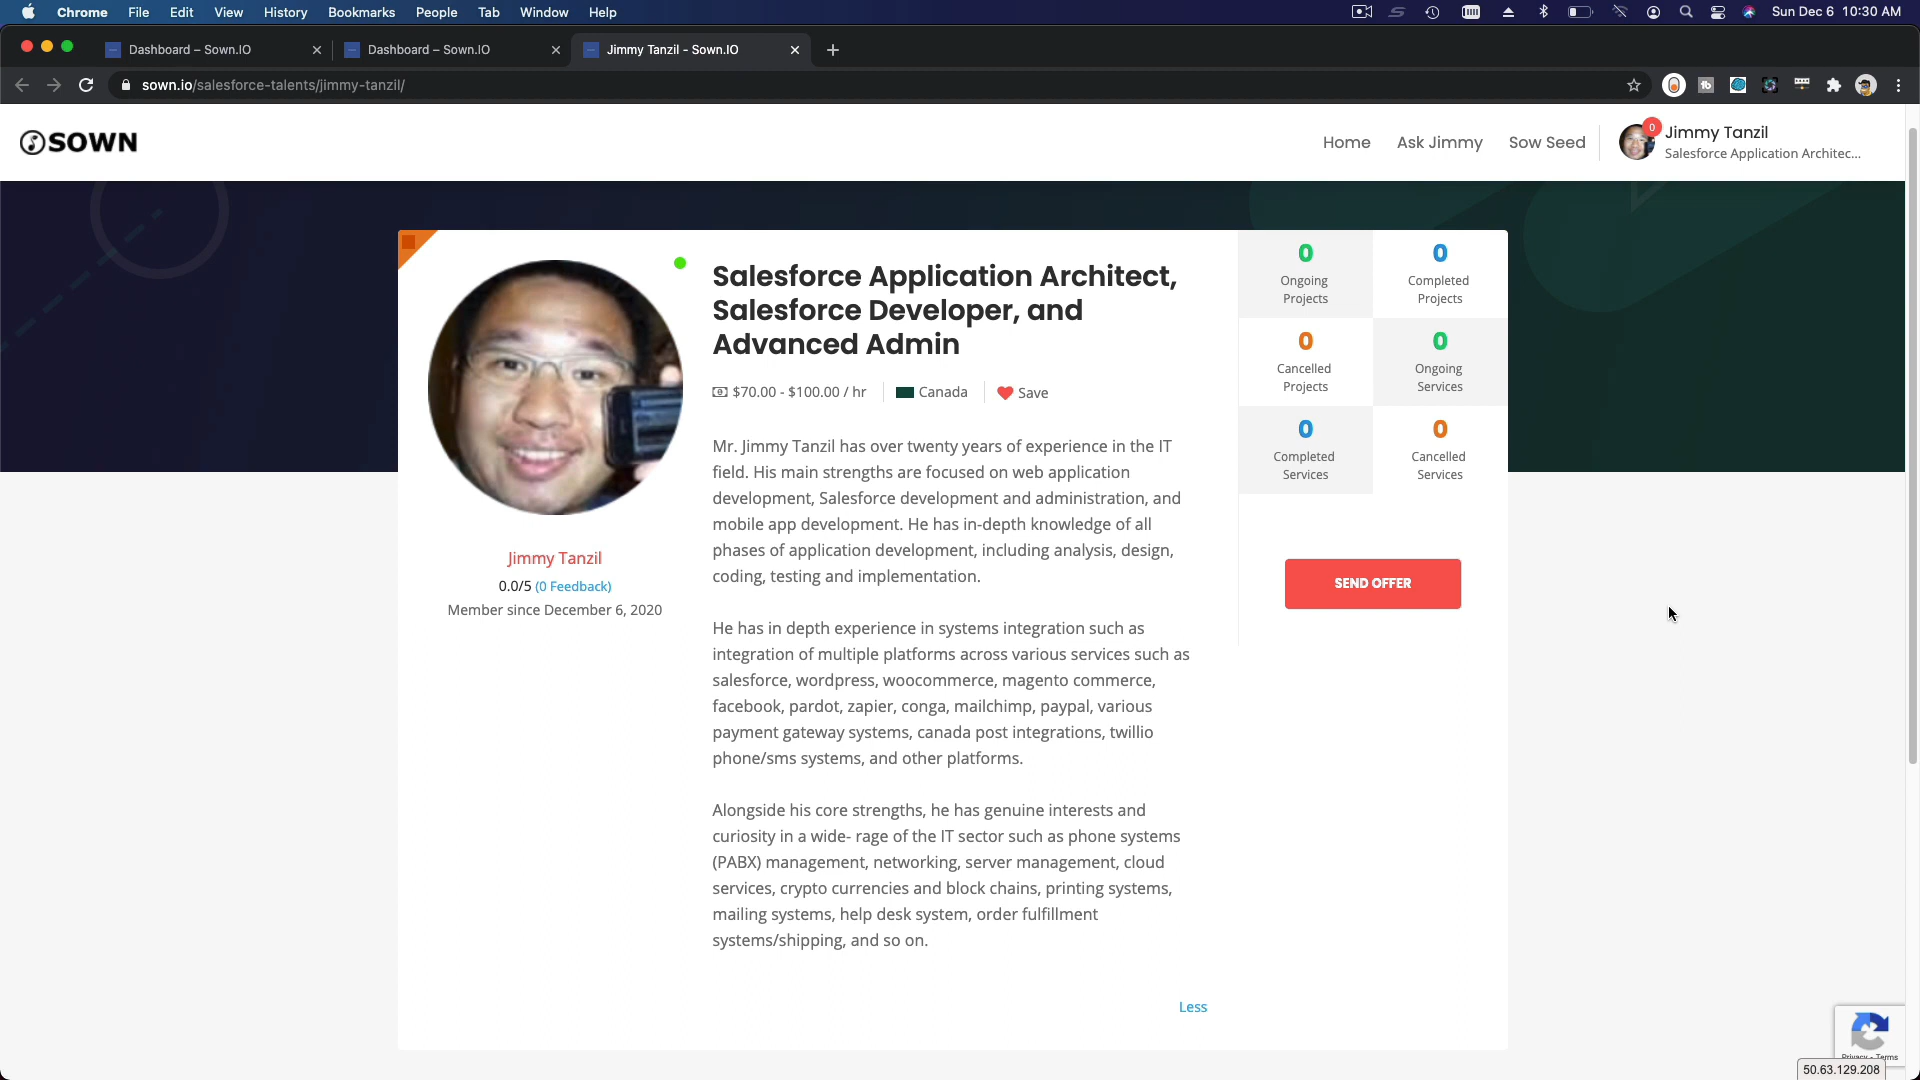 Chrome File Edit View History Bookmarks People Tab Window Help Sun Dec 6 10:30 AM
Dashboard – Sown.IO Dashboard – Sown.IO Jimmy Tanzil - Sown.IO
sown.io/salesforce-talents/jimmy-tanzil/
SOWN
Home Ask Jimmy Sow Seed
0
Jimmy Tanzil
Salesforce Application Architec...
Jimmy Tanzil
0.0/5 (0 Feedback)
Member since December 6, 2020
Salesforce Application Architect,
Salesforce Developer, and
Advanced Admin
$70.00 - $100.00 / hr Canada Save
Mr. Jimmy Tanzil has over twenty years of experience in the IT
field. His main strengths are focused on web application
development, Salesforce development and administration, and
mobile app development. He has in-depth knowledge of all
phases of application development, including analysis, design,
coding, testing and implementation.
He has in depth experience in systems integration such as
integration of multiple platforms across various services such as
salesforce, wordpress, woocommerce, magento commerce,
facebook, pardot, zapier, conga, mailchimp, paypal, various
payment gateway systems, canada post integrations, twillio
phone/sms systems, and other platforms.
Alongside his core strengths, he has genuine interests and
curiosity in a wide- rage of the IT sector such as phone systems
(PABX) management, networking, server management, cloud
services, crypto currencies and block chains, printing systems,
mailing systems, help desk system, order fulfillment
systems/shipping, and so on.
Less
0
Ongoing
Projects
0
Completed
Projects
0
Cancelled
Projects
0
Ongoing
Services
0
Completed
Services
0
Cancelled
Services
SEND OFFER
Privacy - Terms
50.63.129.208